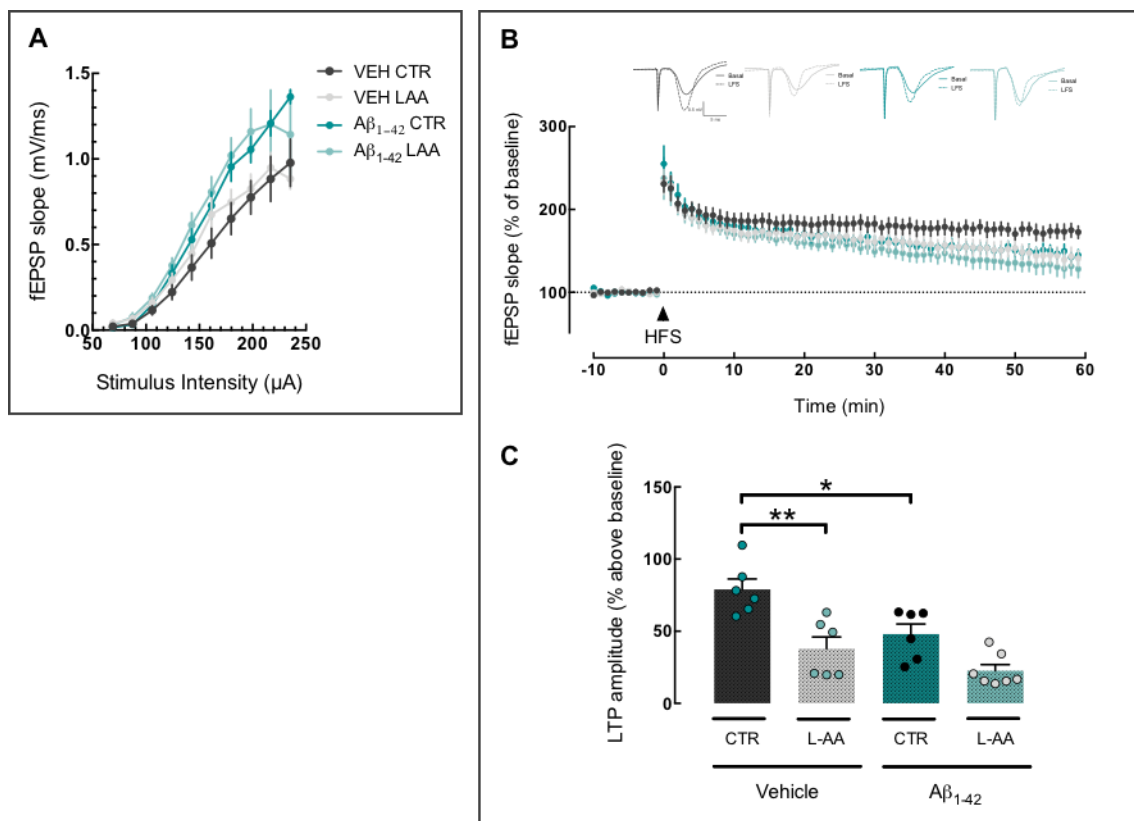 A
VEH CTR
VEH LAA
Aβ1-42 CTR
Aβ1-42 LAA
1.5
1.0
0.5
0.0
50 100 150 200 250
fEPSP slope (mV/ms)
Stimulus Intensity (µA)
B
Basal
LFS
Basal
LFS
Basal
LFS
Basal
LFS
300
200
100
fEPSP slope (% of baseline)
HFS
-10 0 10 20 30 40 50 60
Time (min)
C
150
100
50
0
LTP amplitude (% above baseline)
*
**
CTR L-AA CTR L-AA
Vehicle Aβ1-42